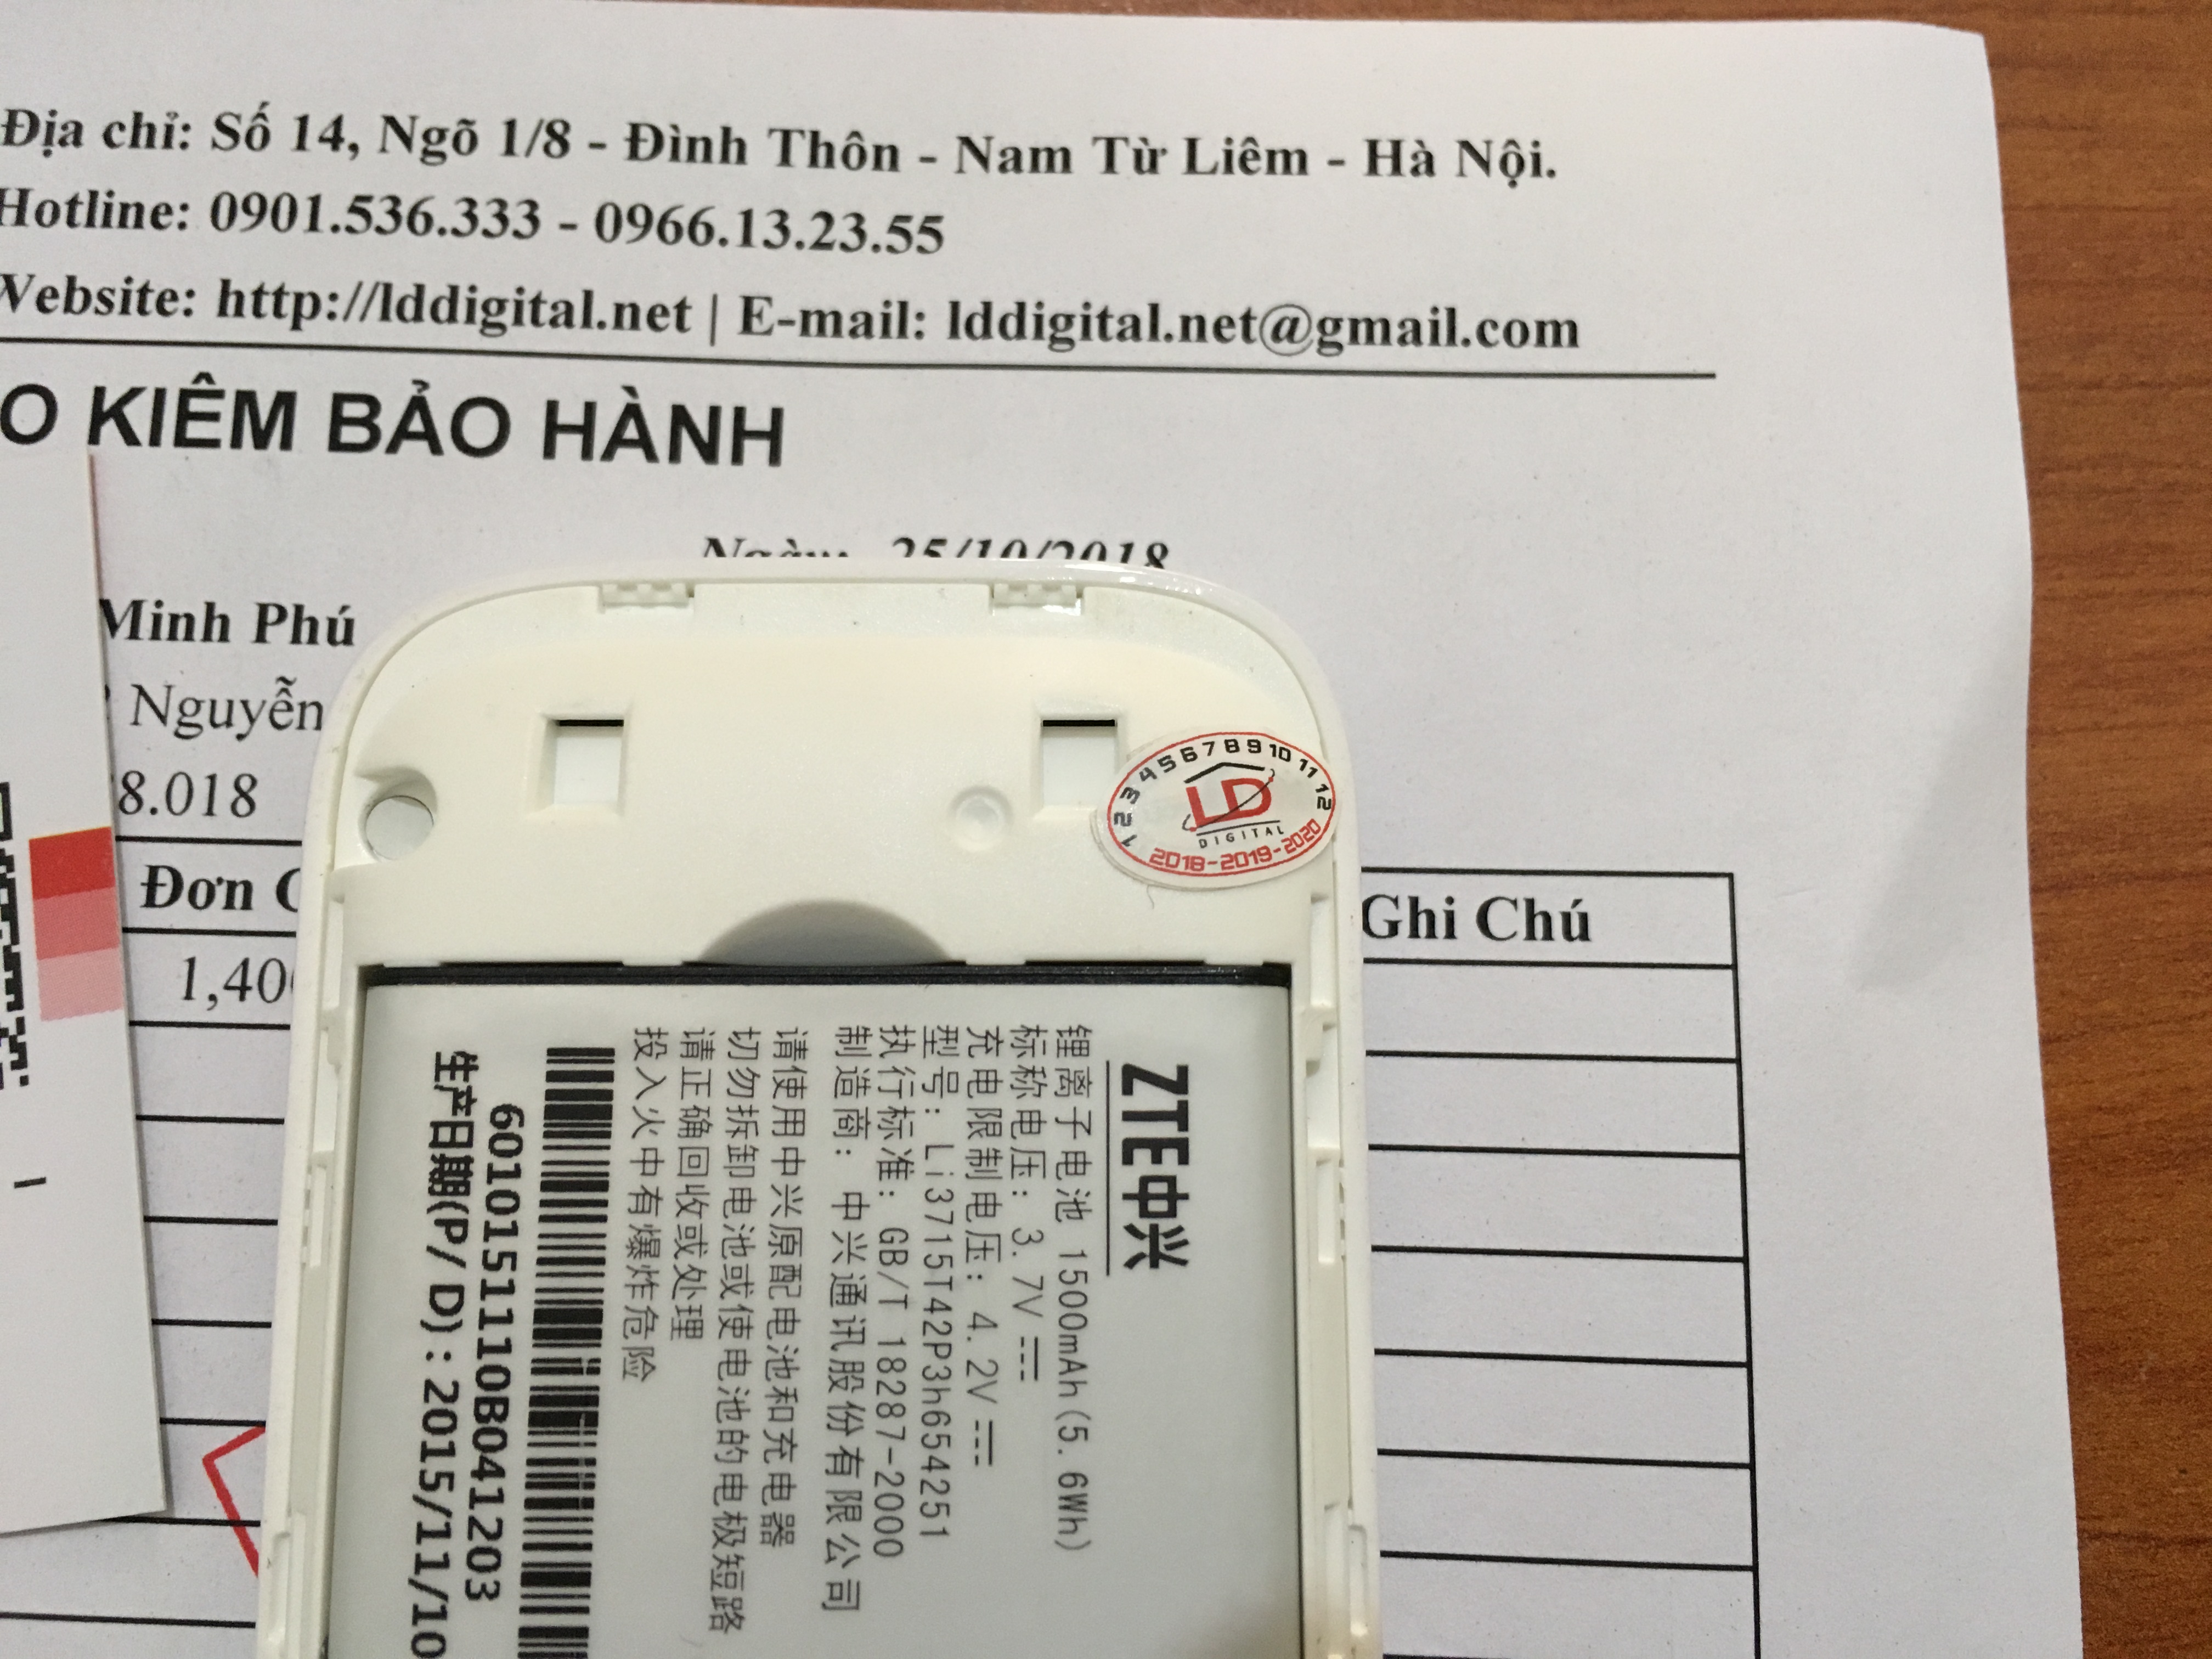 Địa chỉ: Số 14, Ngõ 1/8 - Đình Thôn - Nam Từ Liêm - Hà Nội.
Hotline: 0901.536.333 - 0966.13.23.55
Website: http://lddigital.net | E-mail: lddigital.net@gmail.com
O KIÊM BẢO HÀNH
Ngày: 25/10/2018
Minh Phú
Nguyễn
8.018
Đơn
Ghi Chú
1,40
1 2 3 4 5 6 7 8 9 10 11 12
LD
DIGITAL
2018-2019-2020
ZTE中兴
锂离子电池 1500mAh(5.6Wh)
标称电压: 3.7V
充电限制电压: 4.2V
型号: Li3715T42P3h654251
执行标准: GB/T 18287-2000
制造商: 中兴通讯股份有限公司
请使用中兴原配电池和充电器
切勿拆卸电池或使电池的电极短路
请正确回收或处理
投入火中有爆炸危险
6010151110B041203
生产日期(P/D):2015/11/10